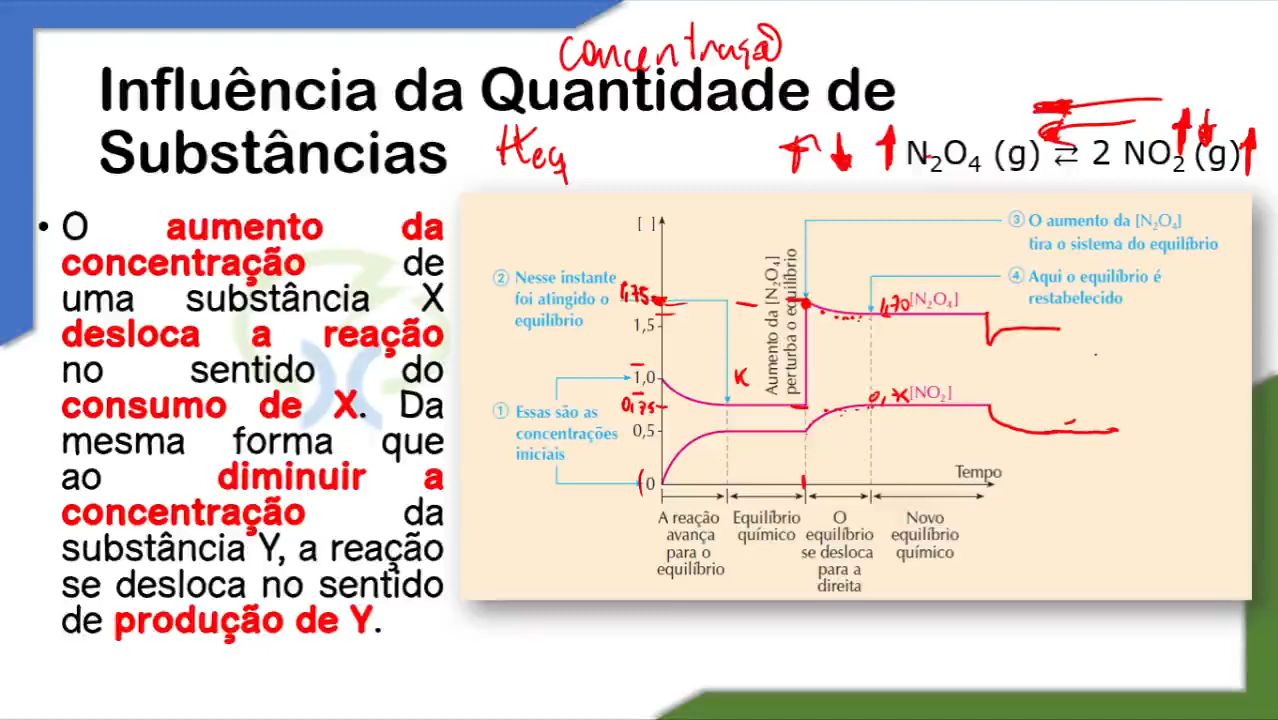 concentração
Influência da Quantidade de
Substâncias
Keq
N₂O₄ (g) ⇄ 2 NO₂ (g)
• O aumento da
concentração de
uma substância X
desloca a reação
no sentido do
consumo de X. Da
mesma forma que
ao diminuir a
concentração da
substância Y, a reação
se desloca no sentido
de produção de Y.
[ ]
② Nesse instante
foi atingido o
equilíbrio
① Essas são as
concentrações
iniciais
1,75
1,5
1,0
0,75
0,5
0
K
Aumento da [N₂O₄]
perturba o equilíbrio
③ O aumento da [N₂O₄]
tira o sistema do equilíbrio
④ Aqui o equilíbrio é
restabelecido
1,70 [N₂O₄]
[NO₂]
Tempo
A reação
avança
para o
equilíbrio
Equilíbrio
químico
O
equilíbrio
se desloca
para a
direita
Novo
equilíbrio
químico